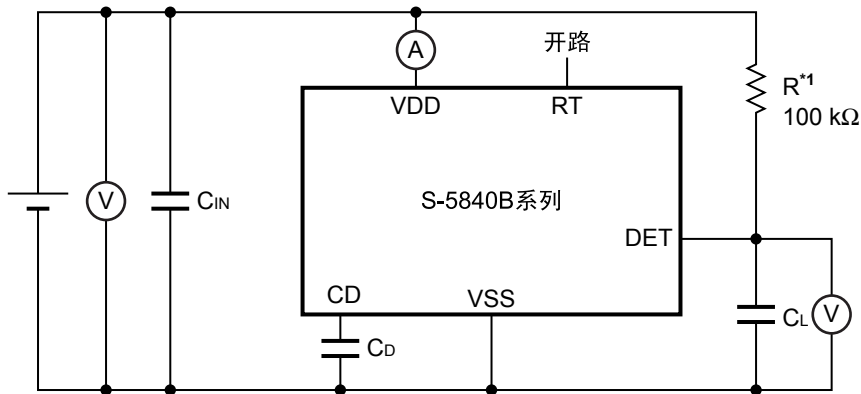 A
开路
VDD
RT
R*1
100 kΩ
V
CIN
S-5840B系列
DET
CD
VSS
CD
CL
V